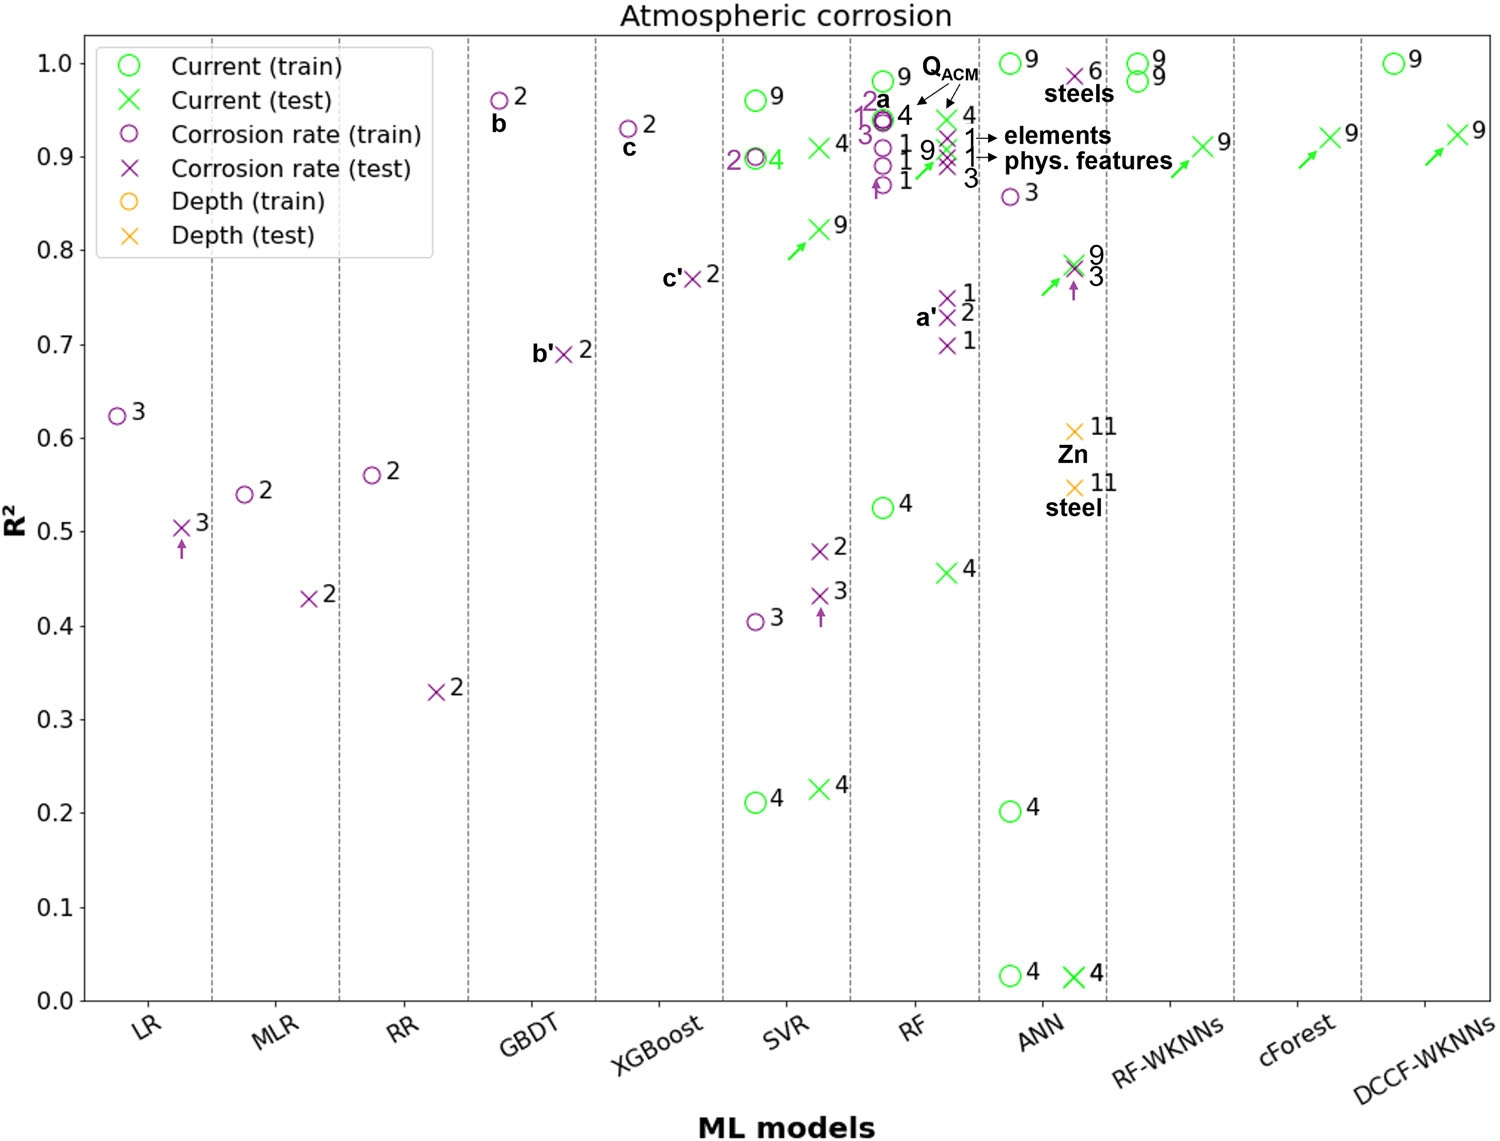 Atmospheric corrosion
Current (train)
Current (test)
Corrosion rate (train)
Corrosion rate (test)
Depth (train)
Depth (test)
R²
1.0
0.9
0.8
0.7
0.6
0.5
0.4
0.3
0.2
0.1
0.0
3
3
2
2
2
2
2
b
b' 2
2
c
c' 2
9
2 4
4
9
2
3
3
4
4
9
Q_ACM
2 a
1 4
3
1
1
1
4
1 elements
9
1 phys. features
3
1
a' 2
1
4
4
9
6
steels
3
9
3
11
Zn
11
steel
4
4
4
9
9
9
9
9
9
LR
MLR
RR
GBDT
XGBoost
SVR
RF
ANN
RF-WKNNs
cForest
DCCF-WKNNs
ML models